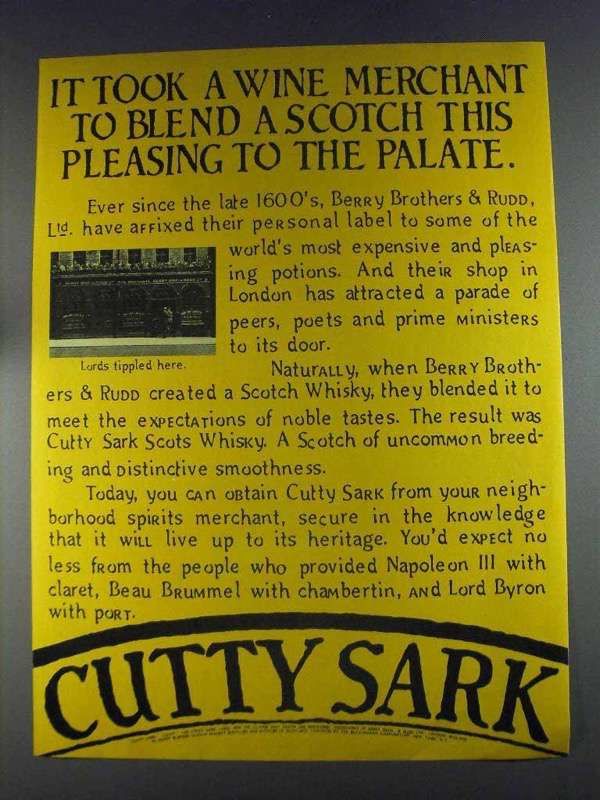 IT TOOK A WINE MERCHANT
TO BLEND A SCOTCH THIS
PLEASING TO THE PALATE.
Ever since the late 1600's, Berry Brothers & Rudd,
Ltd. have affixed their personal label to some of the
world's most expensive and pleas-
ing potions. And their shop in
London has attracted a parade of
peers, poets and prime ministers
to its door.
Lords tippled here.
Naturally, when Berry Broth-
ers & Rudd created a Scotch Whisky, they blended it to
meet the expectations of noble tastes. The result was
Cutty Sark Scots Whisky. A Scotch of uncommon breed-
ing and distinctive smoothness.
Today, you can obtain Cutty Sark from your neigh-
borhood spirits merchant, secure in the knowledge
that it will live up to its heritage. You'd expect no
less from the people who provided Napoleon III with
claret, Beau Brummel with chambertin, and Lord Byron
with port.
CUTTY SARK